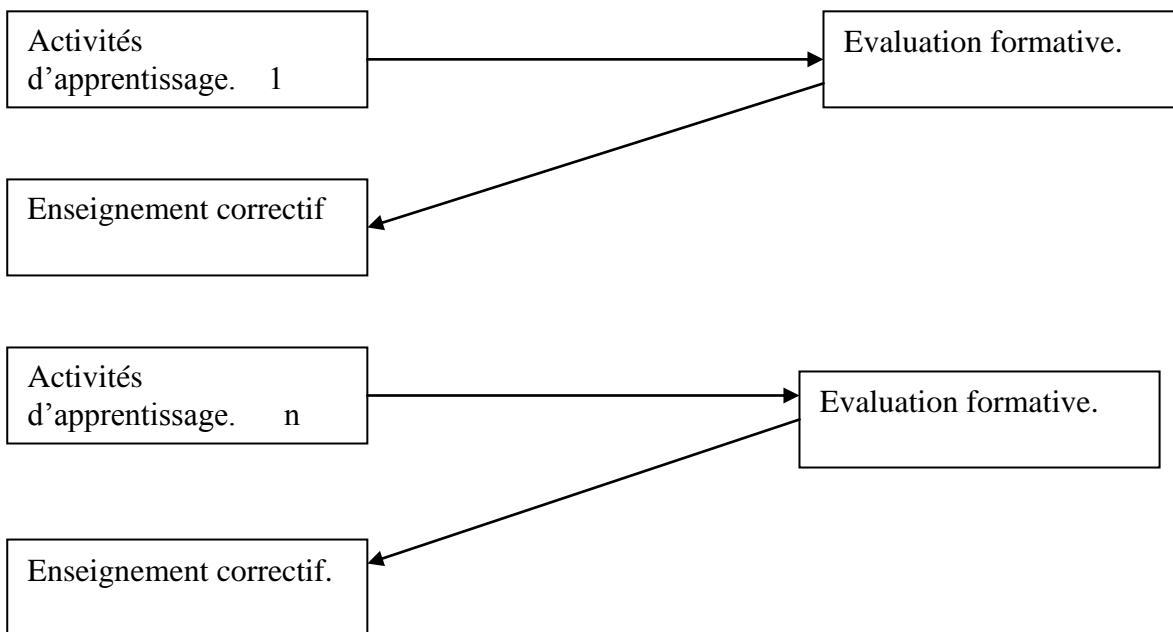 Activités
d’apprentissage. 1
Evaluation formative.
Enseignement correctif
Activités
d’apprentissage. n
Evaluation formative.
Enseignement correctif.